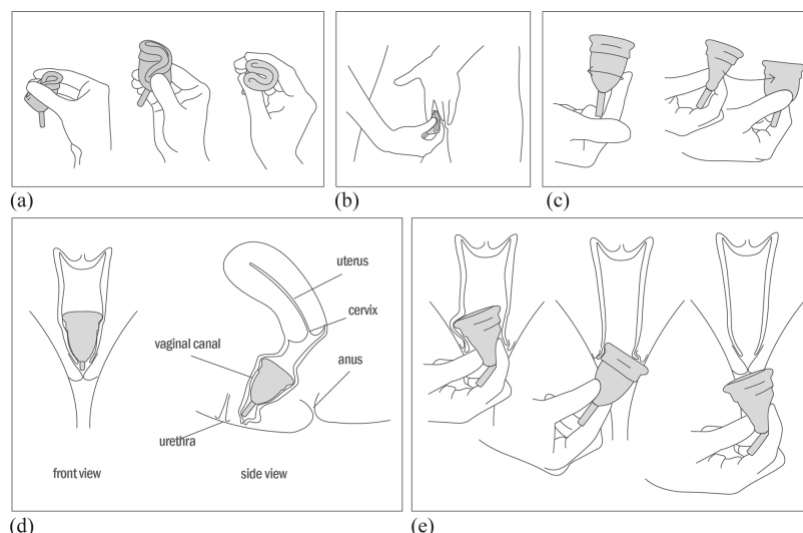 (a)
(b)
(c)
uterus
cervix
vaginal canal
anus
urethra
front view
side view
(d)
(e)